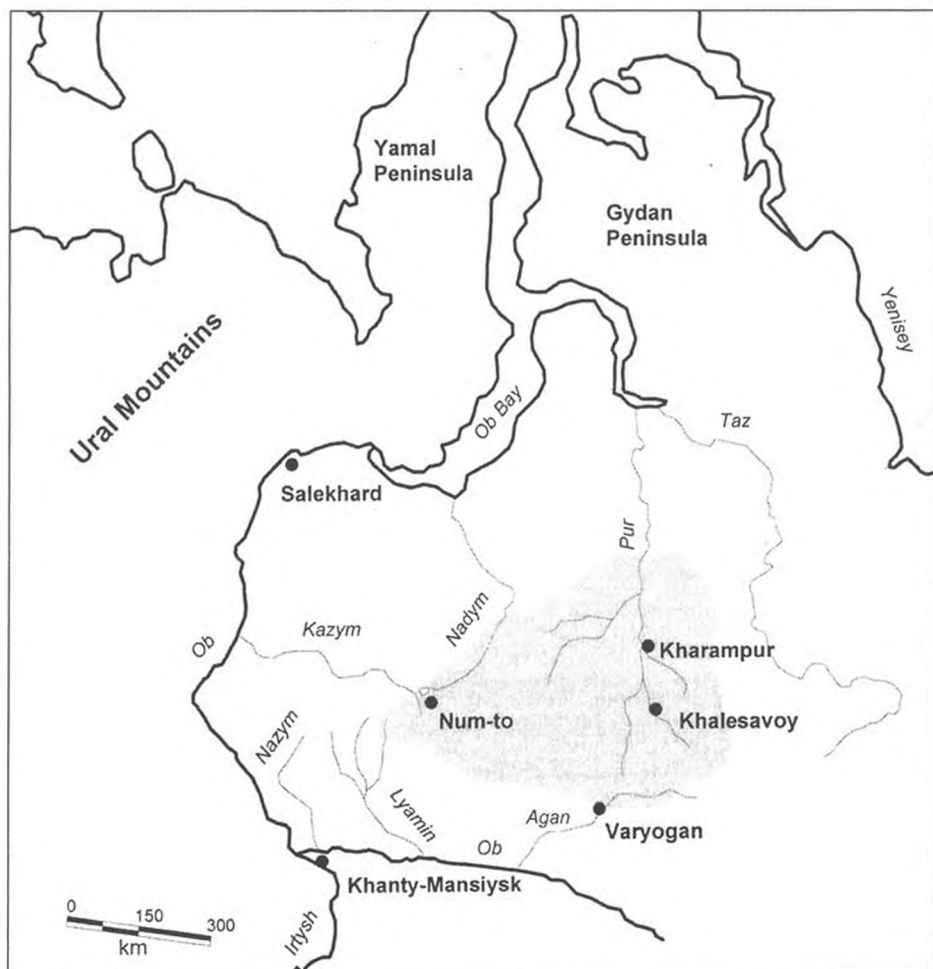 Yamal
Peninsula
Gydan
Peninsula
Yenisey
Ural Mountains
Ob Bay
Taz
Salekhard
Pur
Ob
Kazym
Nadym
Kharampur
Num-to
Khalesavoy
Nazym
Lyamin
Agan
Varyogan
Ob
Khanty-Mansiysk
Irtysh
0 150 300
km